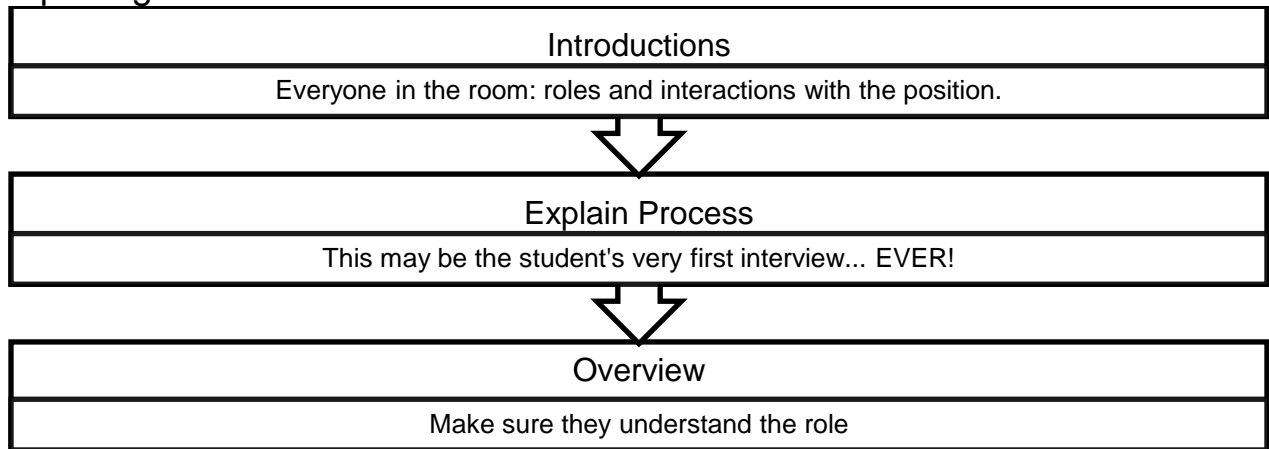 Introductions
Everyone in the room: roles and interactions with the position.
Explain Process
This may be the student's very first interview... EVER!
Overview
Make sure they understand the role